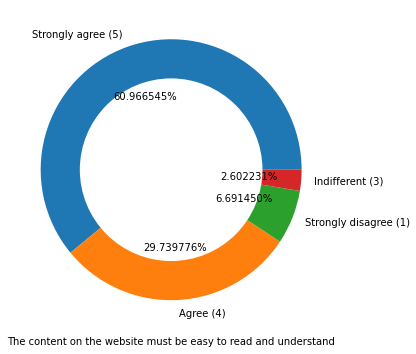 Strongly agree (5)
60.966545%
2.602231%
Indifferent (3)
6.691450%
Strongly disagree (1)
29.739776%
Agree (4)
The content on the website must be easy to read and understand